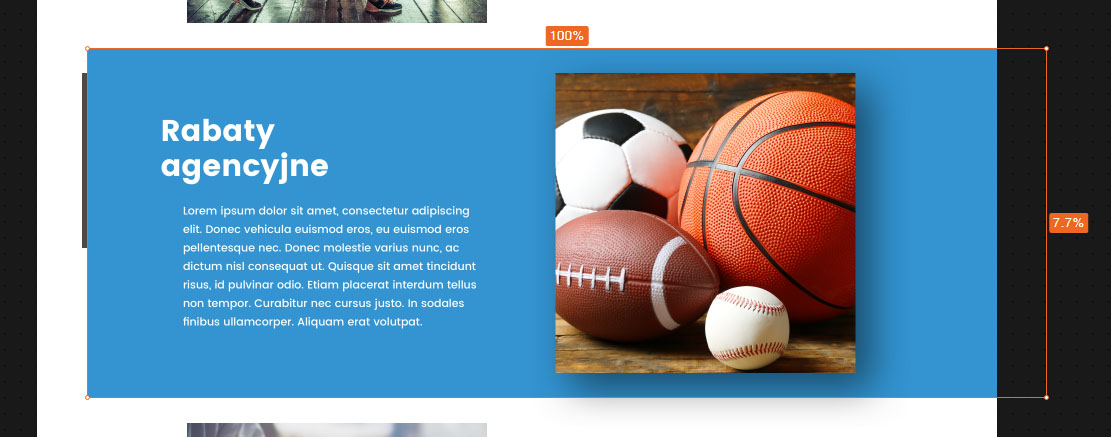 100%
Rabaty
agencyjne
Lorem ipsum dolor sit amet, consectetur adipiscing
elit. Donec vehicula euismod eros, eu euismod eros
pellentesque nec. Donec molestie varius nunc, ac
dictum nisl consequat ut. Quisque sit amet tincidunt
risus, id pulvinar odio. Etiam placerat interdum tellus
non tempor. Curabitur nec cursus justo. In sodales
finibus ullamcorper. Aliquam erat volutpat.
7.7%